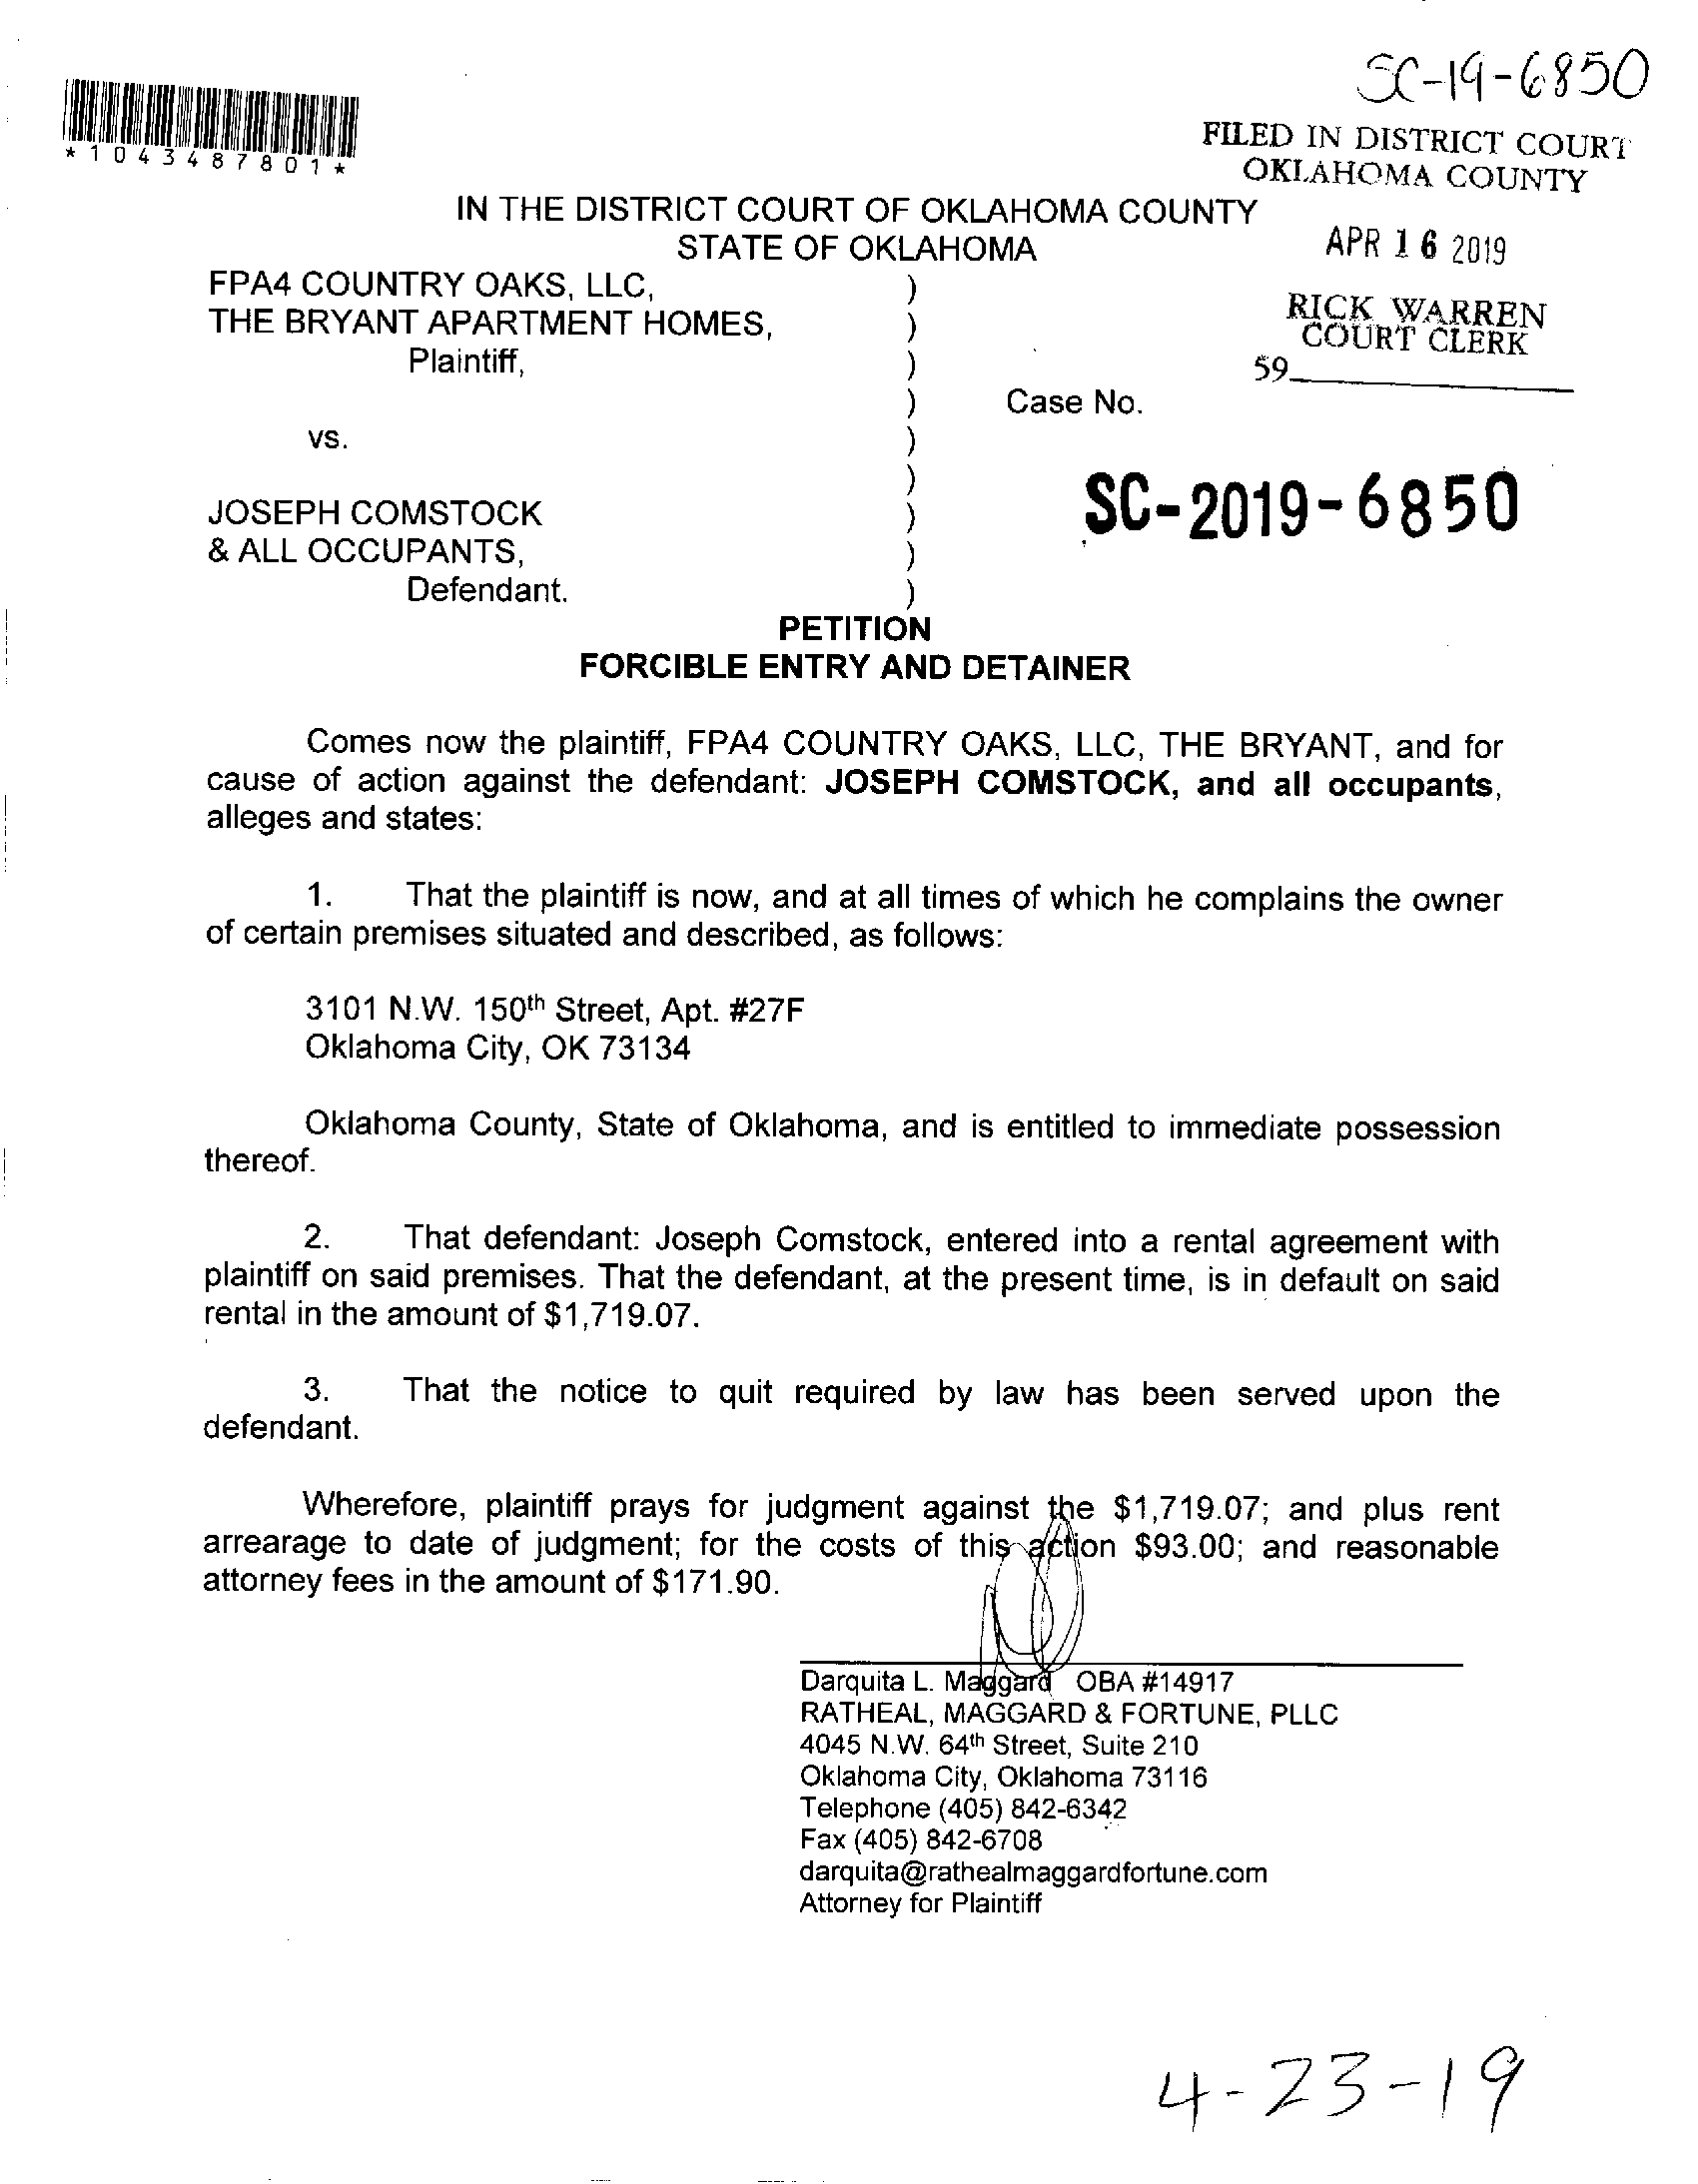 SC-19-6850
*1043487801*
FILED IN DISTRICT COURT
OKLAHOMA COUNTY
IN THE DISTRICT COURT OF OKLAHOMA COUNTY
STATE OF OKLAHOMA
APR 16 2019
FPA4 COUNTRY OAKS, LLC, )
THE BRYANT APARTMENT HOMES, )
RICK WARREN
COURT CLERK
Plaintiff, )
59
) Case No.
vs. )
)
SC-2019-6850
JOSEPH COMSTOCK )
& ALL OCCUPANTS, )
Defendant. )
PETITION
FORCIBLE ENTRY AND DETAINER
Comes now the plaintiff, FPA4 COUNTRY OAKS, LLC, THE BRYANT, and for
cause of action against the defendant: JOSEPH COMSTOCK, and all occupants,
alleges and states:
1. That the plaintiff is now, and at all times of which he complains the owner
of certain premises situated and described, as follows:
3101 N.W. 150th Street, Apt. #27F
Oklahoma City, OK 73134
Oklahoma County, State of Oklahoma, and is entitled to immediate possession
thereof.
2. That defendant: Joseph Comstock, entered into a rental agreement with
plaintiff on said premises. That the defendant, at the present time, is in default on said
rental in the amount of $1,719.07.
3. That the notice to quit required by law has been served upon the
defendant.
Wherefore, plaintiff prays for judgment against the $1,719.07; and plus rent
arrearage to date of judgment; for the costs of this action $93.00; and reasonable
attorney fees in the amount of $171.90.
Darquita L. Maggard OBA #14917
RATHEAL, MAGGARD & FORTUNE, PLLC
4045 N.W. 64th Street, Suite 210
Oklahoma City, Oklahoma 73116
Telephone (405) 842-6342
Fax (405) 842-6708
darquita@rathealmaggardfortune.com
Attorney for Plaintiff
4-23-19